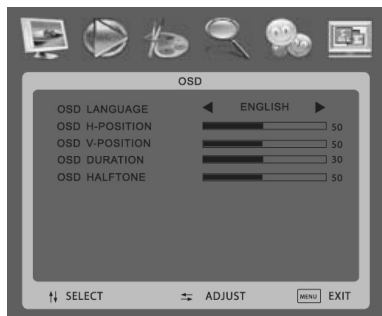 OSD
OSD LANGUAGE ENGLISH
OSD H-POSITION 50
OSD V-POSITION 50
OSD DURATION 30
OSD HALFTONE 50
SELECT ADJUST MENU EXIT